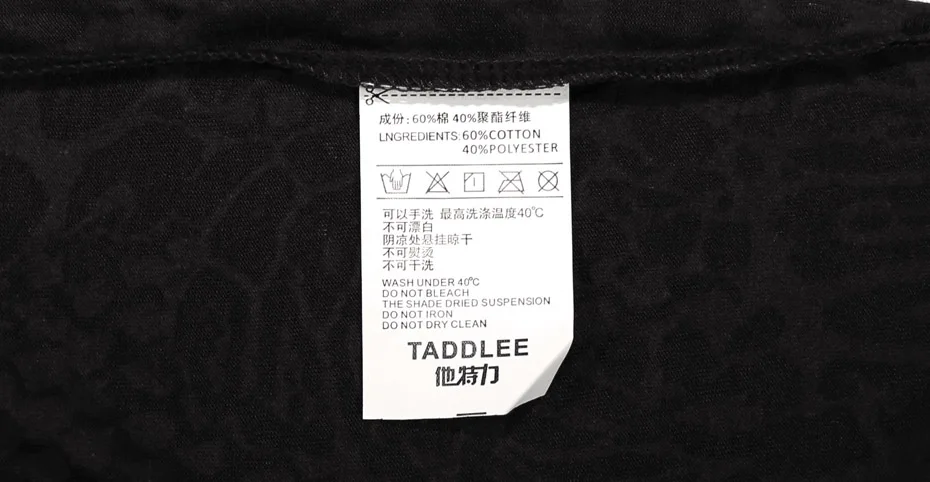 成份:60%棉 40%聚酯纤维
LNGREDIENTS:60%COTTON
40%POLYESTER
可以手洗 最高洗涤温度40℃
不可漂白
阴凉处悬挂晾干
不可熨烫
不可干洗
WASH UNDER 40℃
DO NOT BLEACH
THE SHADE DRIED SUSPENSION
DO NOT IRON
DO NOT DRY CLEAN
TADDLEE
他特力